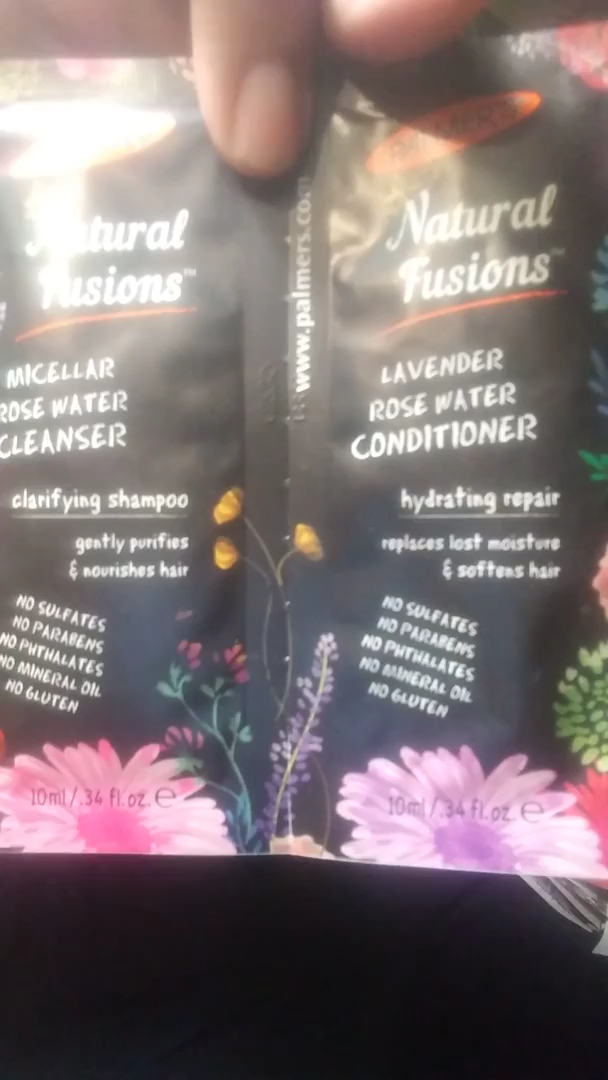 Natural
Fusions™
MICELLAR
ROSE WATER
CLEANSER
clarifying shampoo
gently purifies
& nourishes hair
NO SULFATES
NO PARABENS
NO PHTHALATES
NO MINERAL OIL
NO GLUTEN
10ml/.34 fl.oz.℮
www.palmers.com
PALMER'S
Natural
Fusions™
LAVENDER
ROSE WATER
CONDITIONER
hydrating repair
replaces lost moisture
& softens hair
NO SULFATES
NO PARABENS
NO PHTHALATES
NO MINERAL OIL
NO GLUTEN
10ml/.34 fl.oz.℮